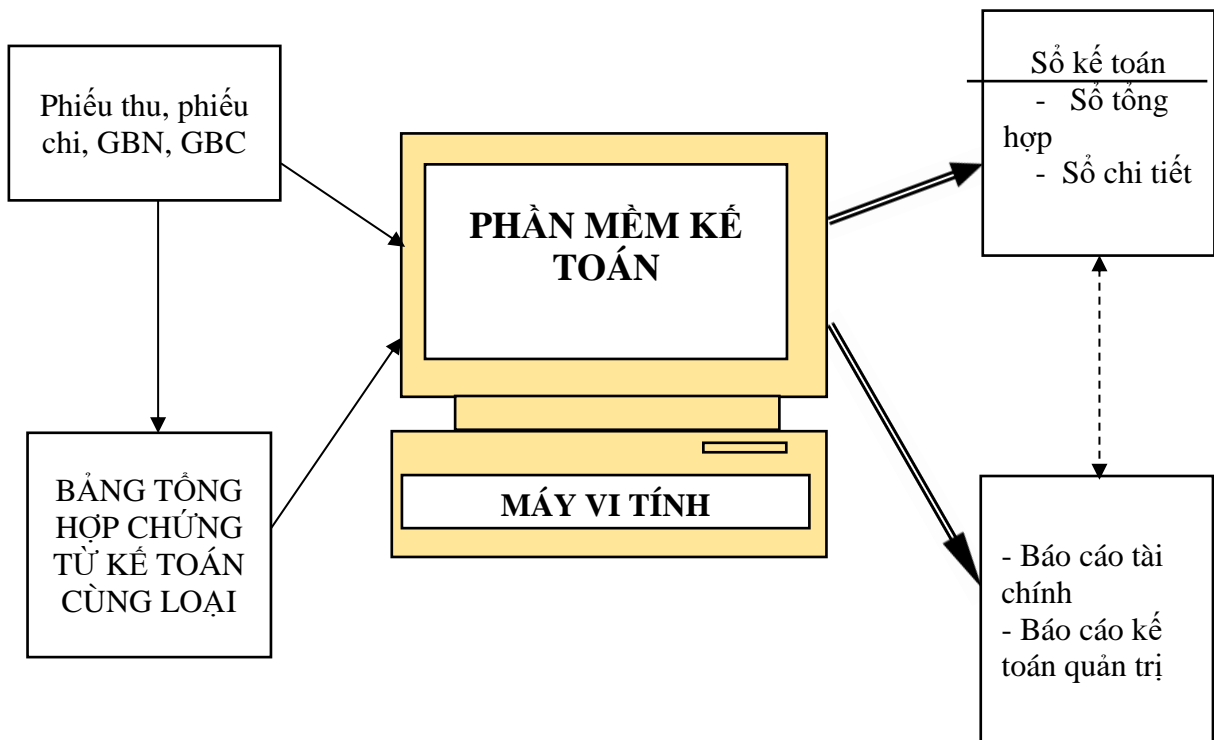 Phiếu thu, phiếu
chi, GBN, GBC
BẢNG TỔNG
HỢP CHỨNG
TỪ KẾ TOÁN
CÙNG LOẠI
PHẦN MỀM KẾ
TOÁN
MÁY VI TÍNH
Sổ kế toán
- Sổ tổng
hợp
- Sổ chi tiết
- Báo cáo tài
chính
- Báo cáo kế
toán quản trị